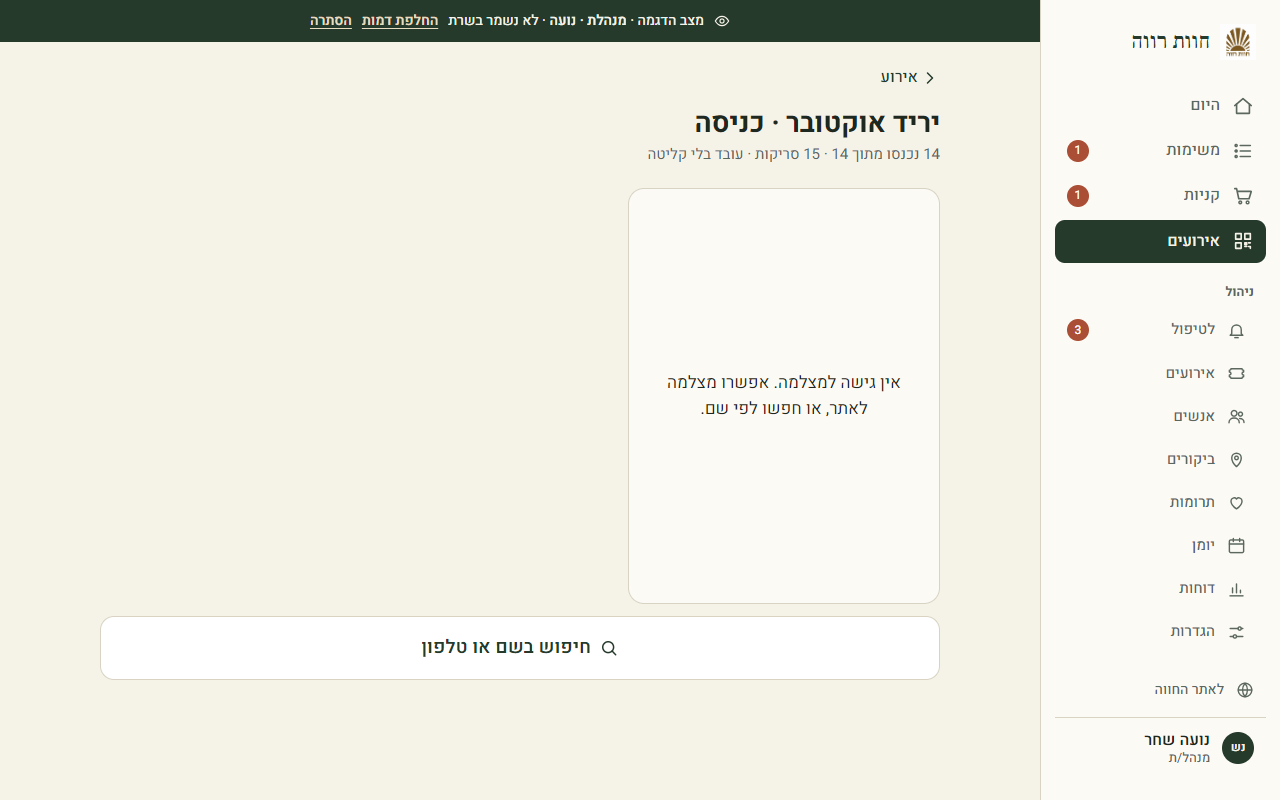 מצב הדגמה · מנהלת · נועה · לא נשמר בשרת החלפת דמות הסתרה
חוות רווה
היום
משימות 1
קניות 1
אירועים
ניהול
לטיפול 3
אירועים
אנשים
ביקורים
תרומות
יומן
דוחות
הגדרות
לאתר החווה
נש
נועה שחר
מנהל/ת
אירוע
יריד אוקטובר · כניסה
14 נכנסו מתוך 14 · 15 סריקות · עובד בלי קליטה
אין גישה למצלמה. אפשרו מצלמה
לאתר, או חפשו לפי שם.
חיפוש בשם או טלפון